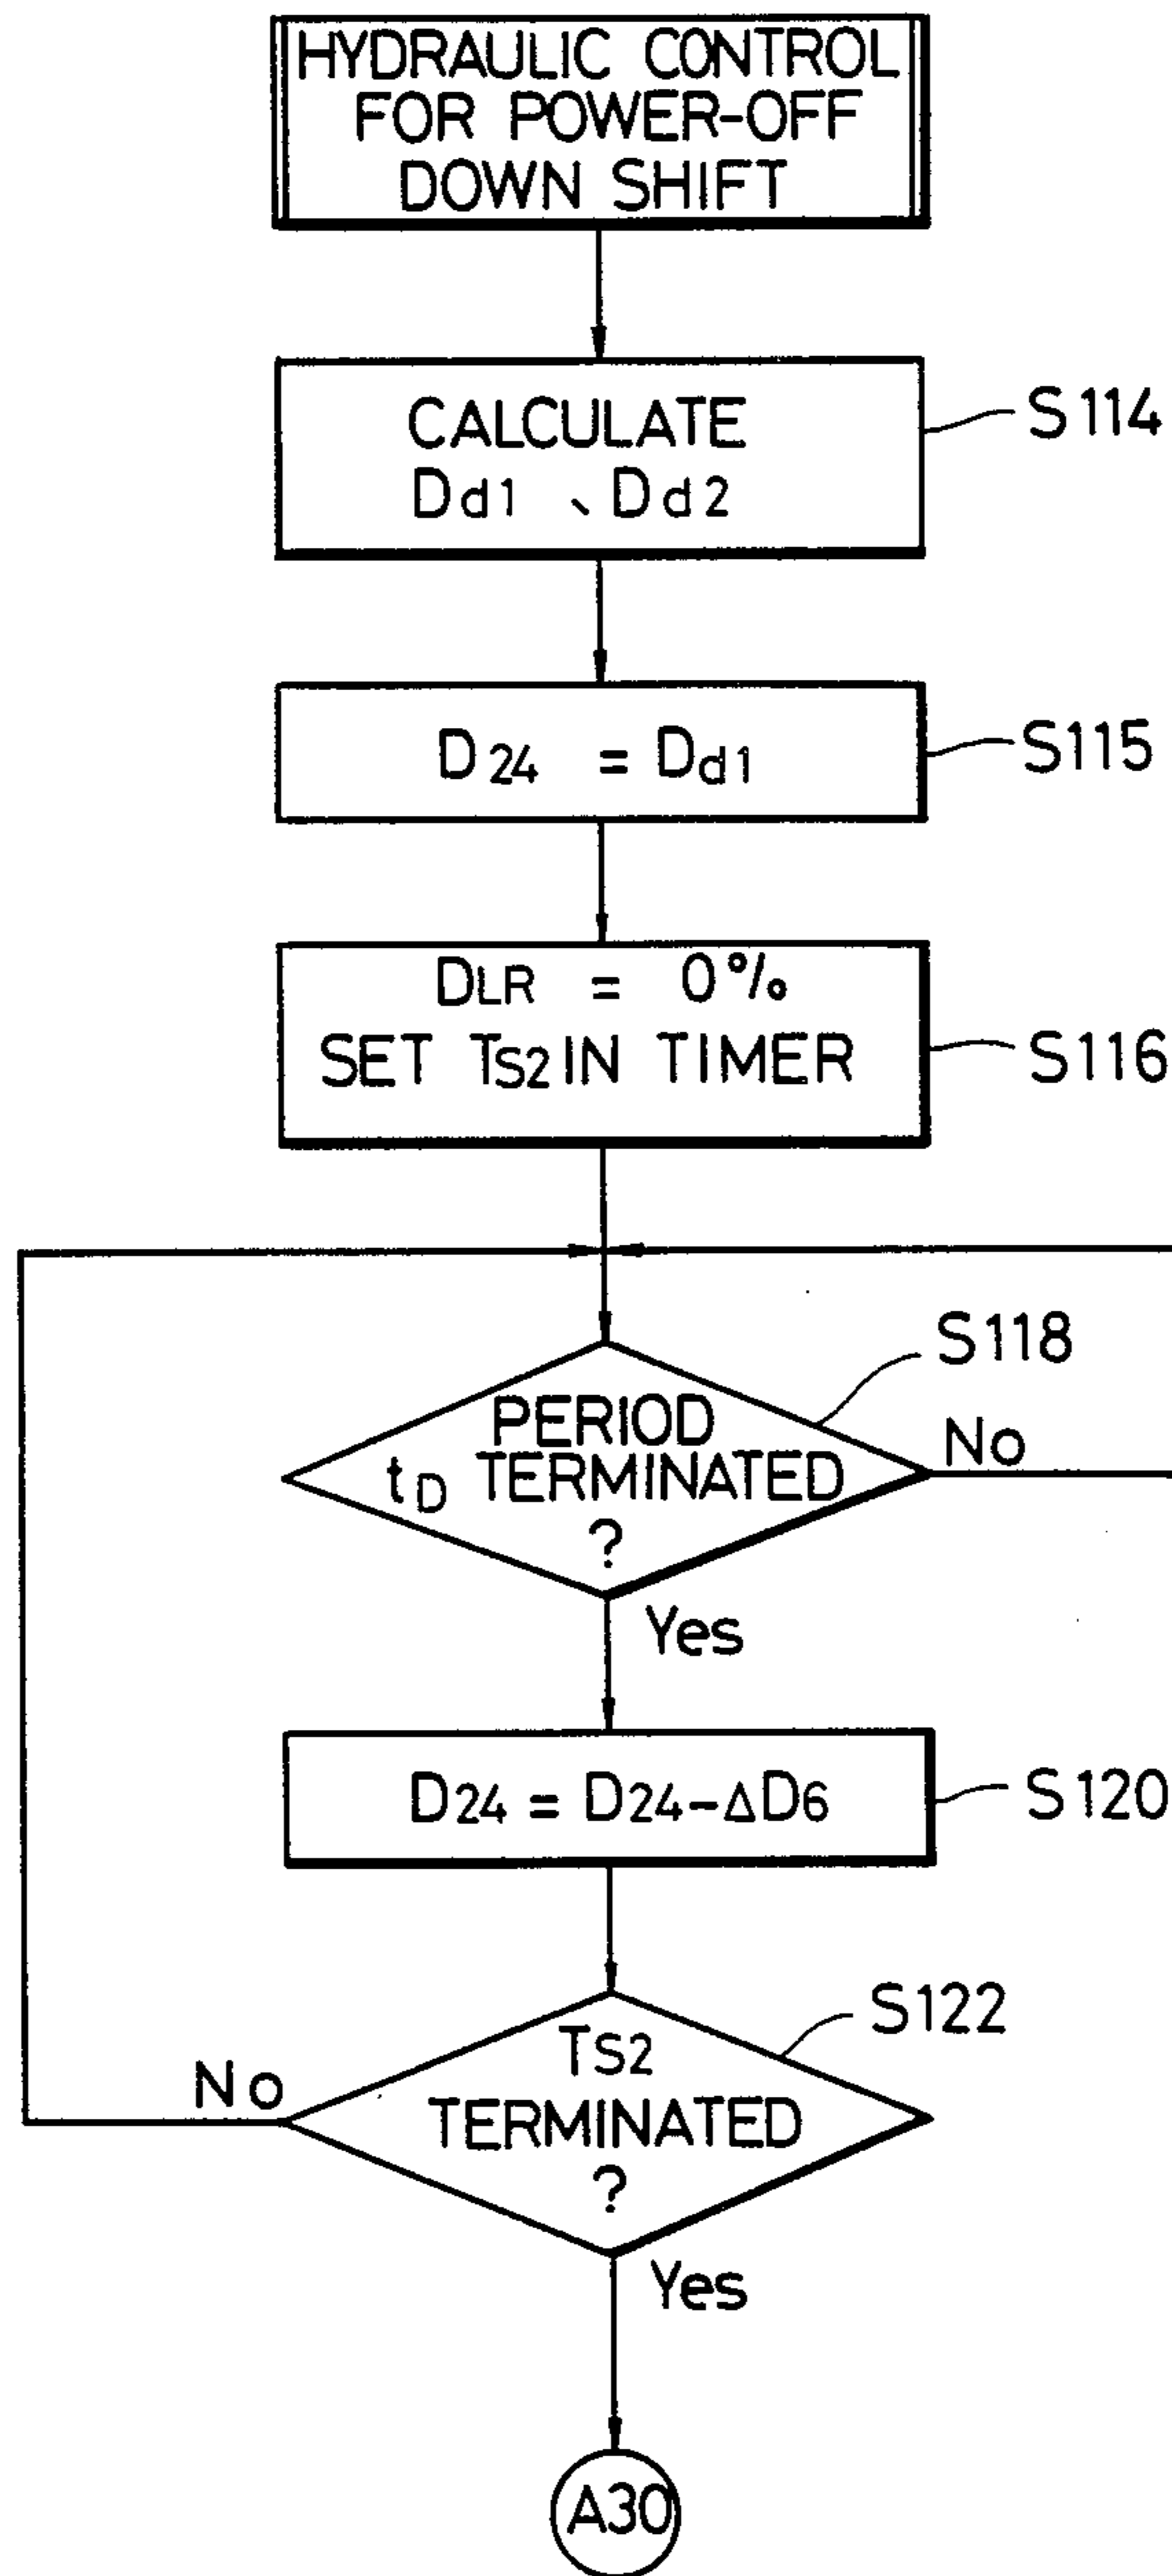 HYDRAULIC CONTROL
FOR POWER-OFF
DOWN SHIFT
CALCULATE
Dd1 、Dd2
S114
D24 = Dd1
S115
DLR = 0%
SET TS2 IN TIMER
S116
S118
PERIOD
tD TERMINATED
?
No
Yes
D24 = D24-ΔD6
S120
S122
TS2
TERMINATED
?
No
Yes
A30